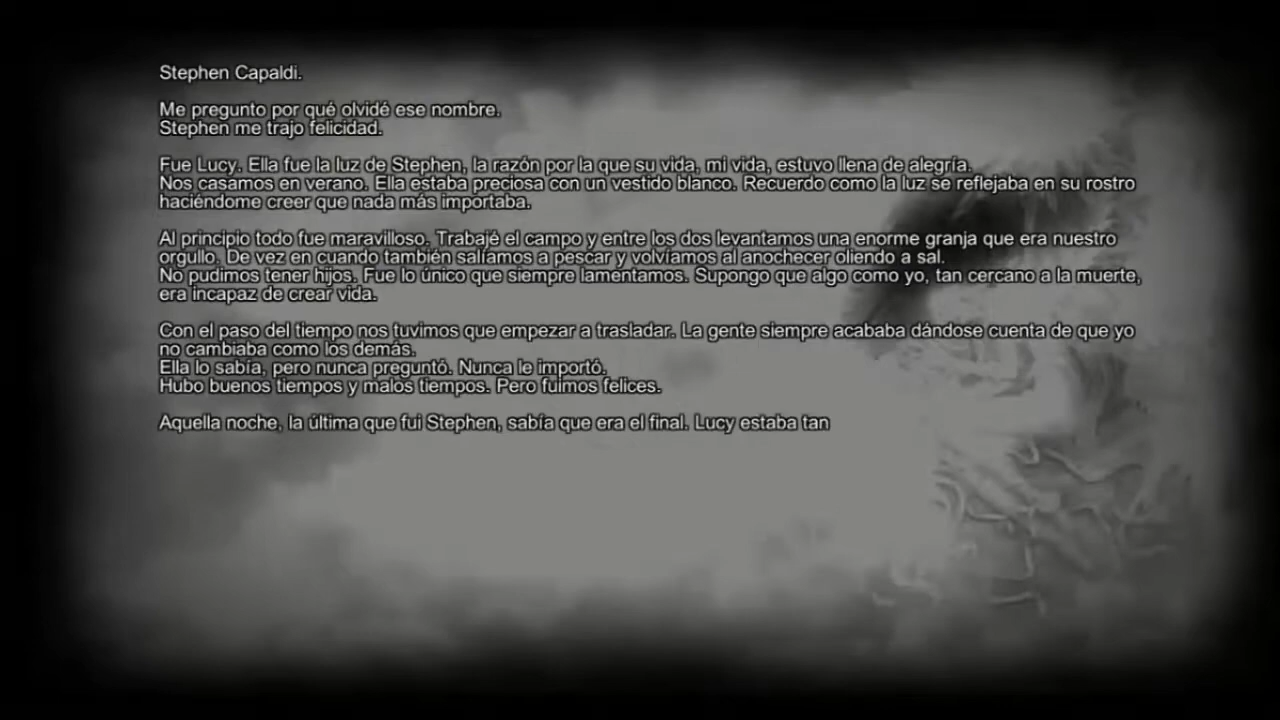 Stephen Capaldi.
Me pregunto por qué olvidé ese nombre.
Stephen me trajo felicidad.
Fue Lucy. Ella fue la luz de Stephen, la razón por la que su vida, mi vida, estuvo llena de alegría.
Nos casamos en verano. Ella estaba preciosa con un vestido blanco. Recuerdo como la luz se reflejaba en su rostro
haciéndome creer que nada más importaba.
Al principio todo fue maravilloso. Trabajé el campo y entre los dos levantamos una enorme granja que era nuestro
orgullo. De vez en cuando también salíamos a pescar y volvíamos al anochecer oliendo a sal.
No pudimos tener hijos. Fue lo único que siempre lamentamos. Supongo que algo como yo, tan cercano a la muerte,
era incapaz de crear vida.
Con el paso del tiempo nos tuvimos que empezar a trasladar. La gente siempre acababa dándose cuenta de que yo
no cambiaba como los demás.
Ella lo sabía, pero nunca preguntó. Nunca le importó.
Hubo buenos tiempos y malos tiempos. Pero fuimos felices.
Aquella noche, la última que fui Stephen, sabía que era el final. Lucy estaba tan